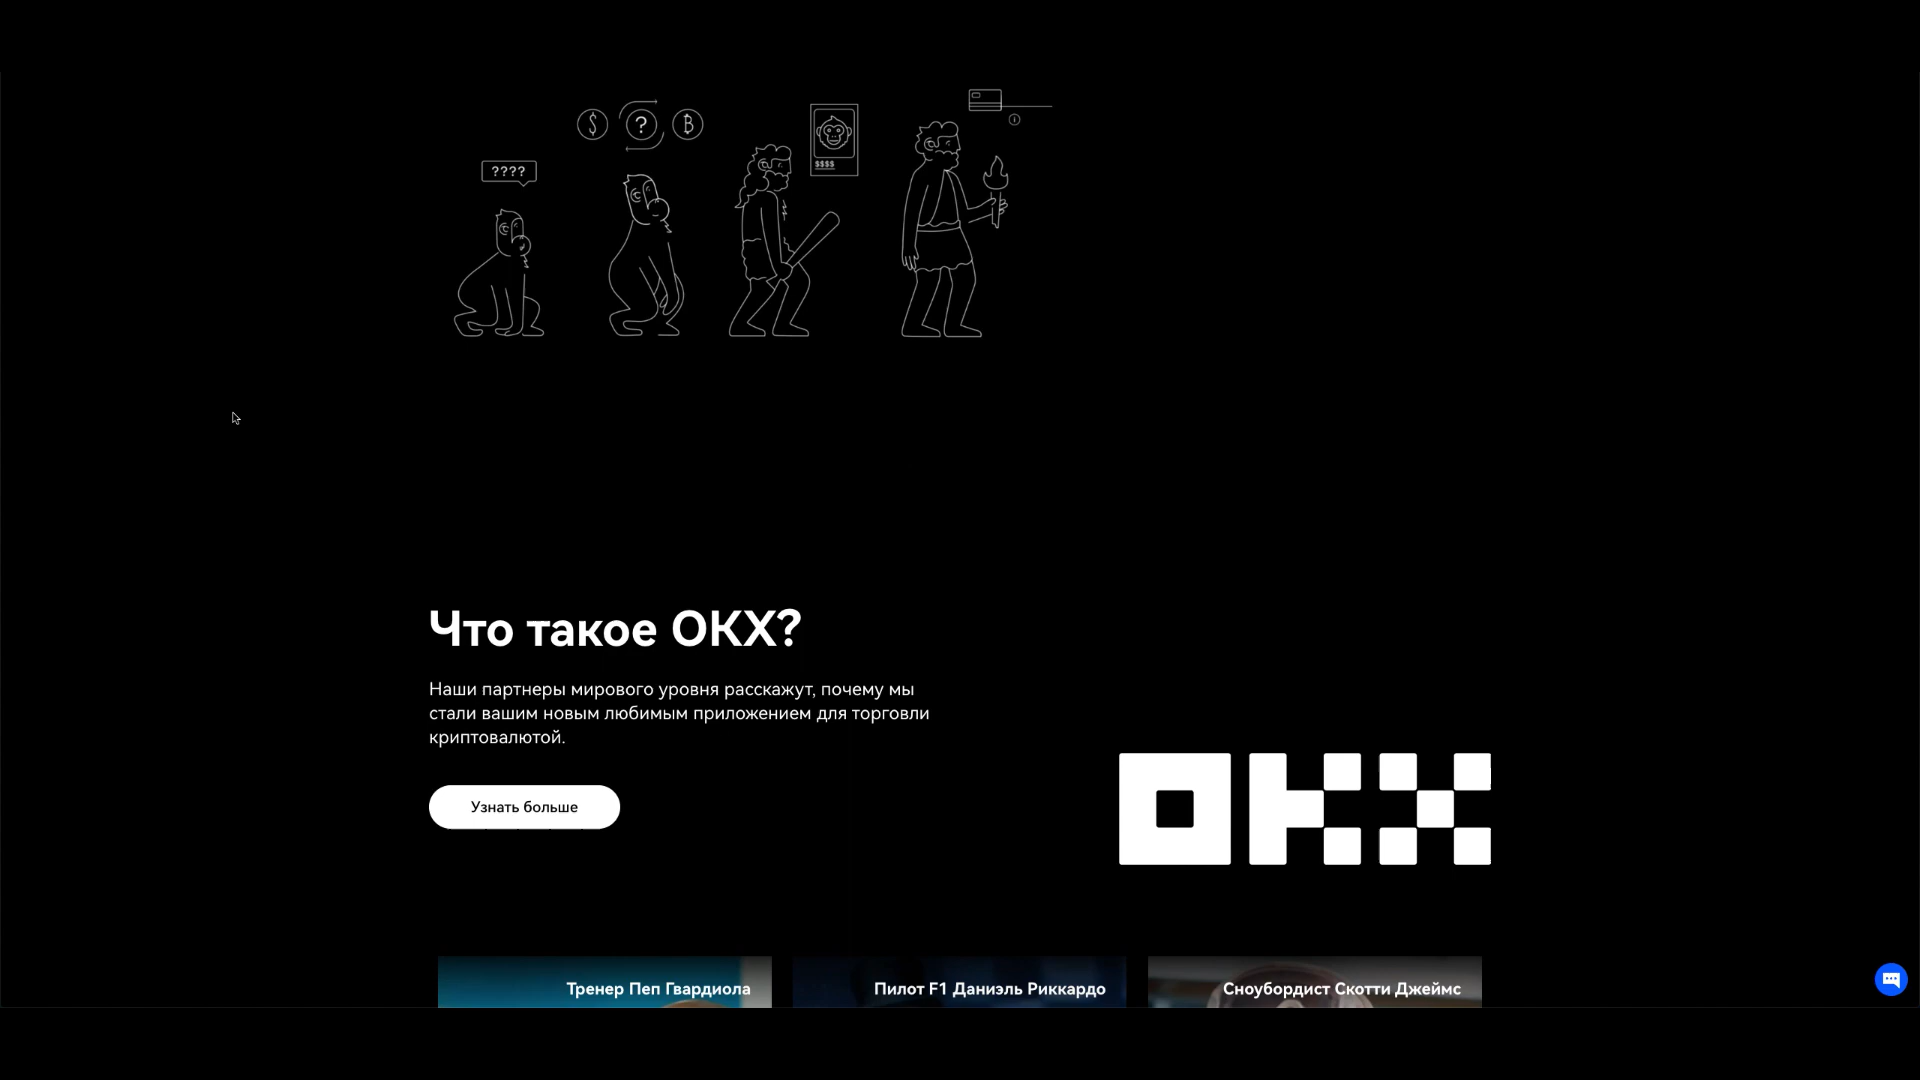 $ ? ₿
????
$$$$
Что такое OKX?
Наши партнеры мирового уровня расскажут, почему мы
стали вашим новым любимым приложением для торговли
криптовалютой.
Узнать больше
OKX
Тренер Пеп Гвардиола
Пилот F1 Даниэль Риккардо
Сноубордист Скотти Джеймс